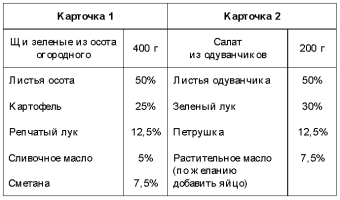 Карточка 1 Карточка 2
Щи зеленые из осота огородного 400 г Салат из одуванчиков 200 г
Листья осота 50% Листья одуванчика 50%
Картофель 25% Зеленый лук 30%
Репчатый лук 12,5% Петрушка 12,5%
Сливочное масло 5% Растительное масло 7,5%
(по желанию
Сметана 7,5% добавить яйцо)